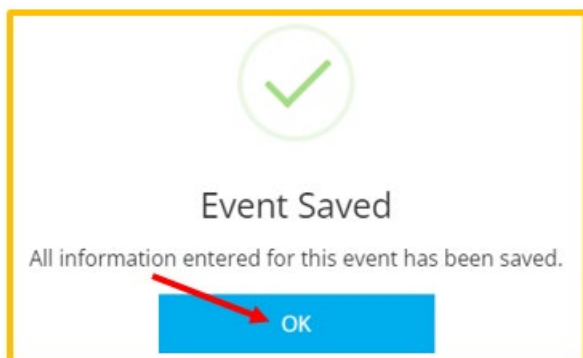 Event Saved
All information entered for this event has been saved.
OK